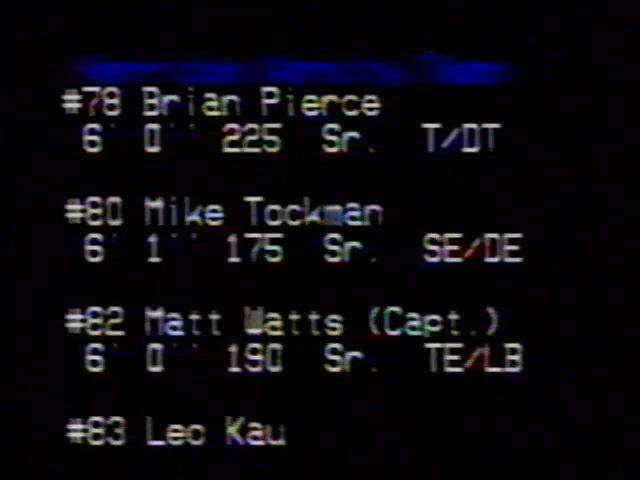 #78 Brian Pierce
6' 0'' 225 Sr. T/DT
#80 Mike Tockman
6' 1'' 175 Sr. SE/DE
#82 Matt Watts (Capt.)
6' 0'' 190 Sr. TE/LB
#83 Leo Kau